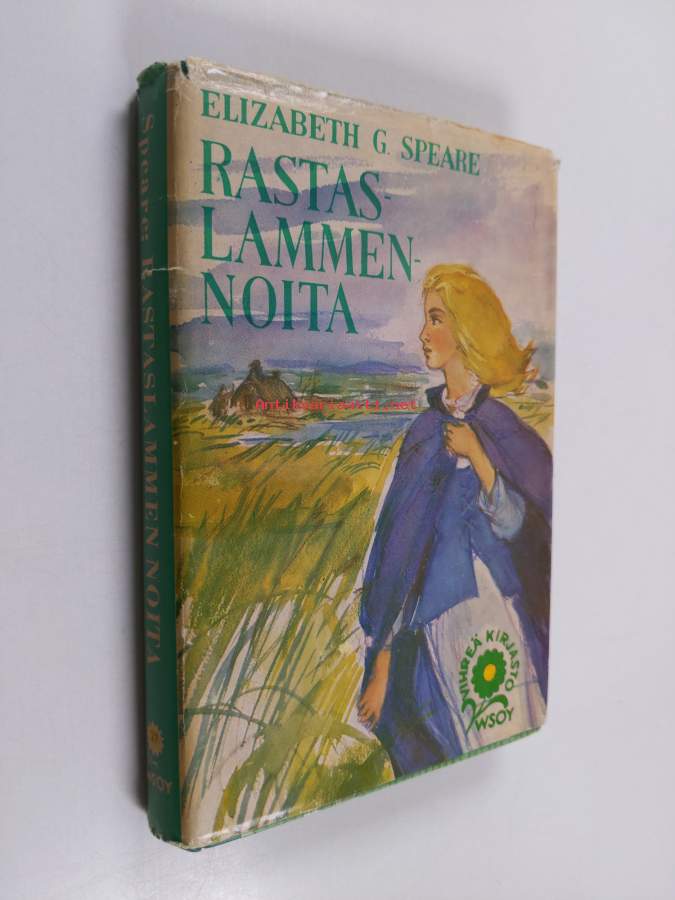 ELIZABETH G. SPEARE
RASTAS-
LAMMEN-
NOITA
Antikvariaatti.net
VIHREÄ KIRJASTO
WSOY
Speare RASTASLAMMEN NOITA
WSOY